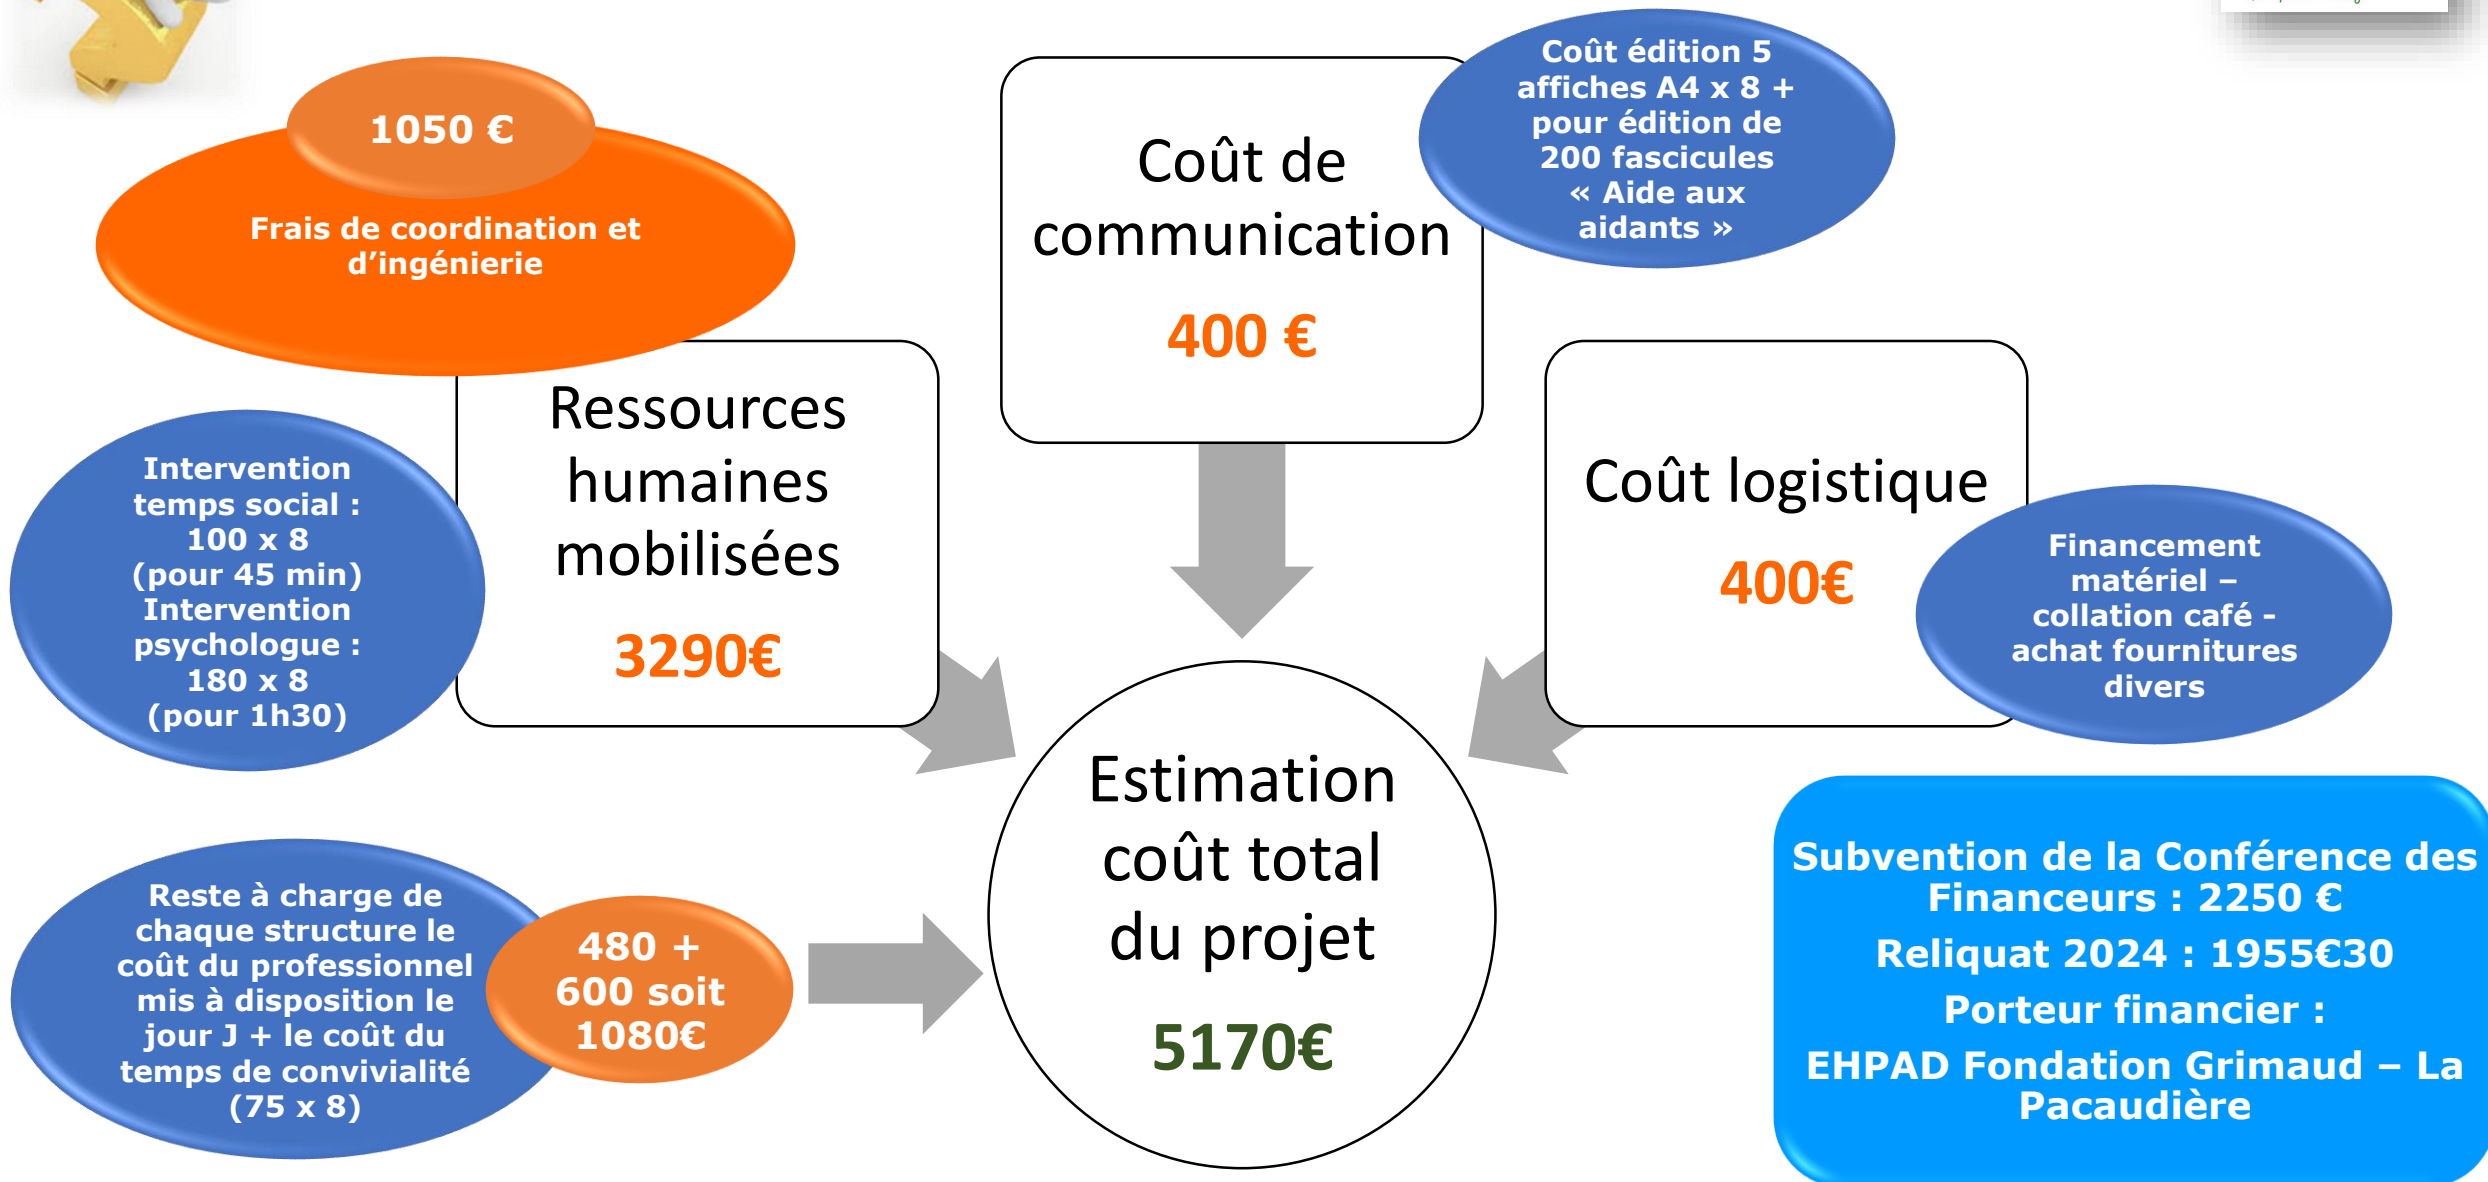 1050 €
Frais de coordination et
d’ingénierie
Coût de
communication
400 €
Coût édition 5
affiches A4 x 8 +
pour édition de
200 fascicules
« Aide aux
aidants »
Ressources
humaines
mobilisées
3290€
Intervention
temps social :
100 x 8
(pour 45 min)
Intervention
psychologue :
180 x 8
(pour 1h30)
Coût logistique
400€
Financement
matériel –
collation café -
achat fournitures
divers
Estimation
coût total
du projet
5170€
Reste à charge de
chaque structure le
coût du professionnel
mis à disposition le
jour J + le coût du
temps de convivialité
(75 x 8)
480 +
600 soit
1080€
Subvention de la Conférence des
Financeurs : 2250 €
Reliquat 2024 : 1955€30
Porteur financier :
EHPAD Fondation Grimaud – La
Pacaudière